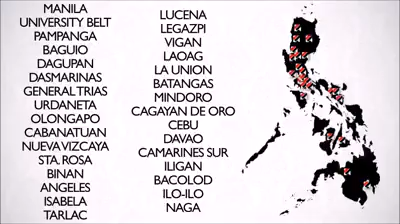 MANILA
UNIVERSITY BELT
PAMPANGA
BAGUIO
DAGUPAN
DASMARINAS
GENERAL TRIAS
URDANETA
OLONGAPO
CABANATUAN
NUEVA VIZCAYA
STA. ROSA
BINAN
ANGELES
ISABELA
TARLAC
LUCENA
LEGAZPI
VIGAN
LAOAG
LA UNION
BATANGAS
MINDORO
CAGAYAN DE ORO
CEBU
DAVAO
CAMARINES SUR
ILIGAN
BACOLOD
ILO-ILO
NAGA